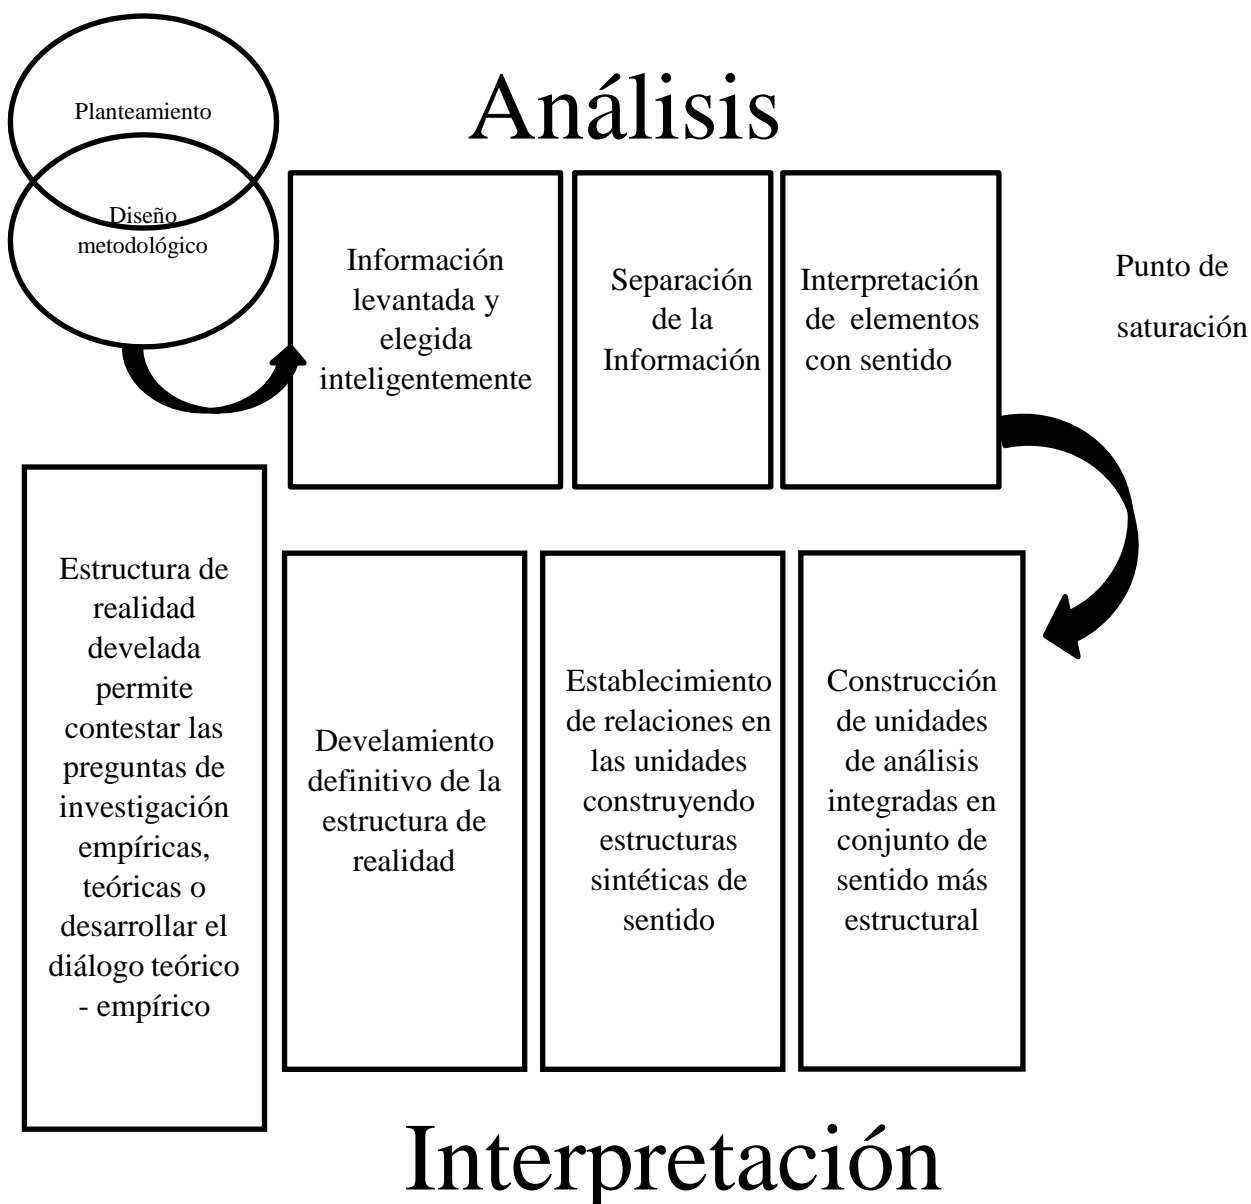 Planteamiento
Diseño
metodológico
Análisis
Información
levantada y
elegida
inteligentemente
Separación
de la
Información
Interpretación
de elementos
con sentido
Punto de
saturación
Estructura de
realidad
develada
permite
contestar las
preguntas de
investigación
empíricas,
teóricas o
desarrollar el
diálogo teórico
- empírico
Develamiento
definitivo de la
estructura de
realidad
Establecimiento
de relaciones en
las unidades
construyendo
estructuras
sintéticas de
sentido
Construcción
de unidades
de análisis
integradas en
conjunto de
sentido más
estructural
Interpretación